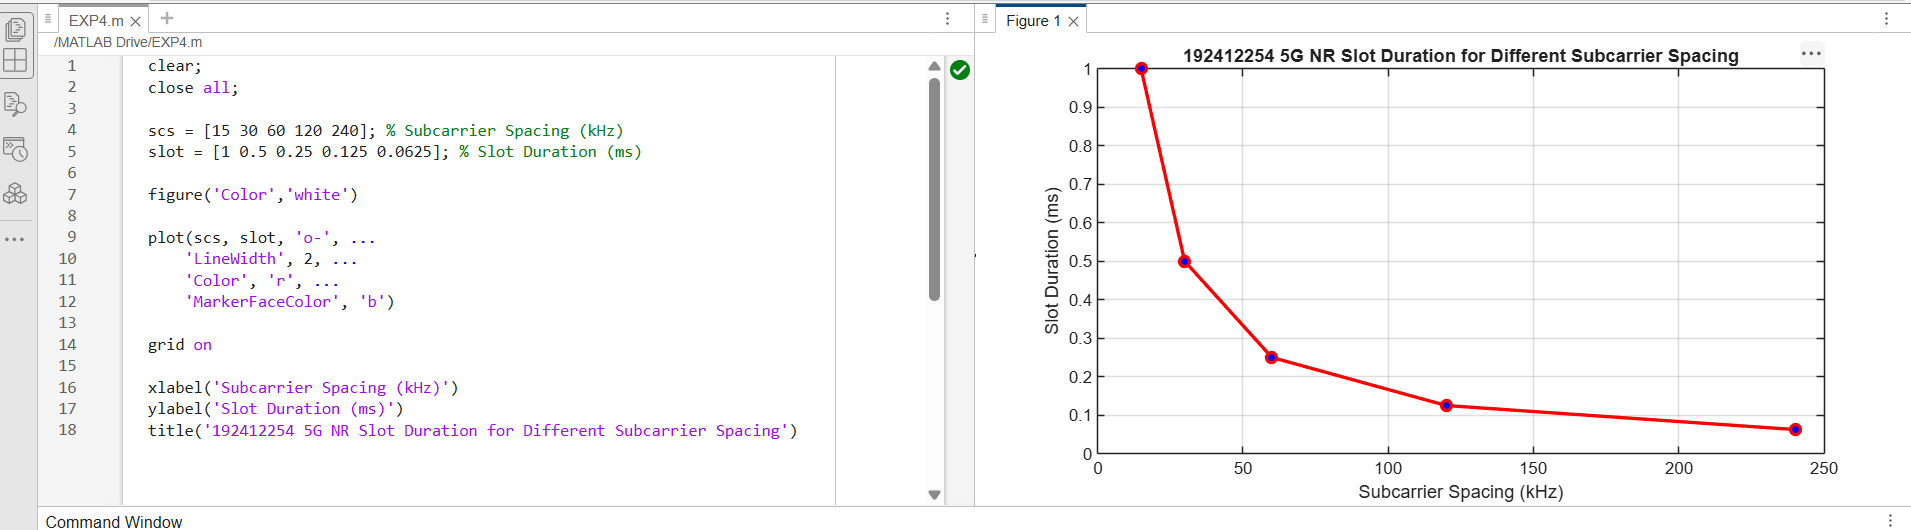 EXP4.m
/MATLAB Drive/EXP4.m
1 clear;
2 close all;
3
4 scs = [15 30 60 120 240]; % Subcarrier Spacing (kHz)
5 slot = [1 0.5 0.25 0.125 0.0625]; % Slot Duration (ms)
6
7 figure('Color','white')
8
9 plot(scs, slot, 'o-', ...
10 'LineWidth', 2, ...
11 'Color', 'r', ...
12 'MarkerFaceColor', 'b')
13
14 grid on
15
16 xlabel('Subcarrier Spacing (kHz)')
17 ylabel('Slot Duration (ms)')
18 title('192412254 5G NR Slot Duration for Different Subcarrier Spacing')
Command Window
Figure 1
192412254 5G NR Slot Duration for Different Subcarrier Spacing
Slot Duration (ms)
1
0.9
0.8
0.7
0.6
0.5
0.4
0.3
0.2
0.1
0
0 50 100 150 200 250
Subcarrier Spacing (kHz)